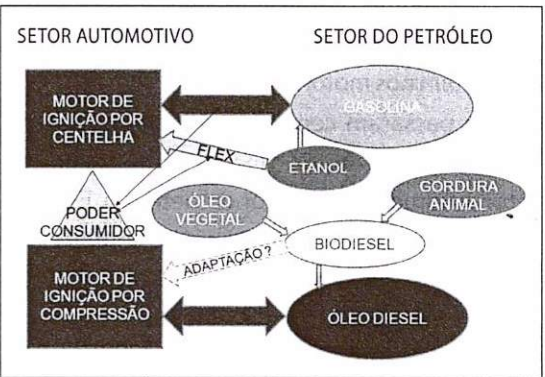 SETOR AUTOMOTIVO
SETOR DO PETRÓLEO
MOTOR DE
IGNIÇÃO POR
CENTELHA
GASOLINA
FLEX
ETANOL
PODER
CONSUMIDOR
ÓLEO
VEGETAL
GORDURA
ANIMAL
BIODIESEL
ADAPTAÇÃO ?
MOTOR DE
IGNIÇÃO POR
COMPRESSÃO
ÓLEO DIESEL